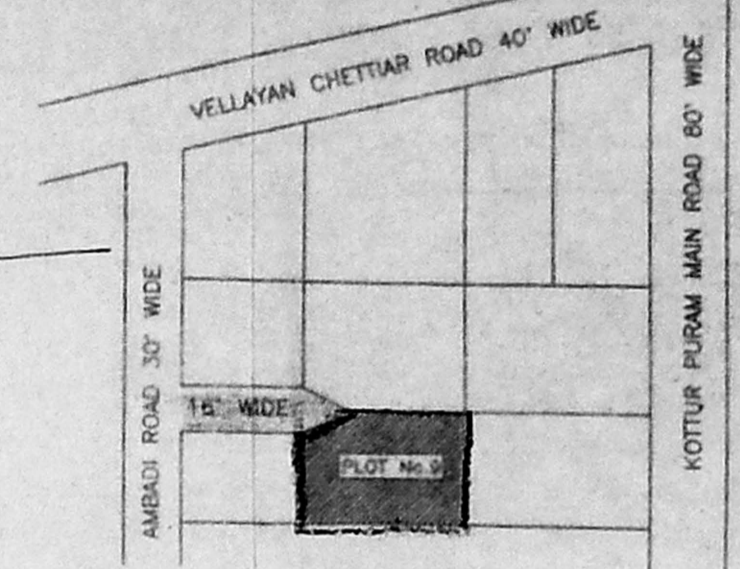 VELLAYAN CHETTIAR ROAD 40' WIDE
KOTTUR PURAM MAIN ROAD 80' WIDE
AMBADI ROAD 30' WIDE
16' WIDE
PLOT No.9